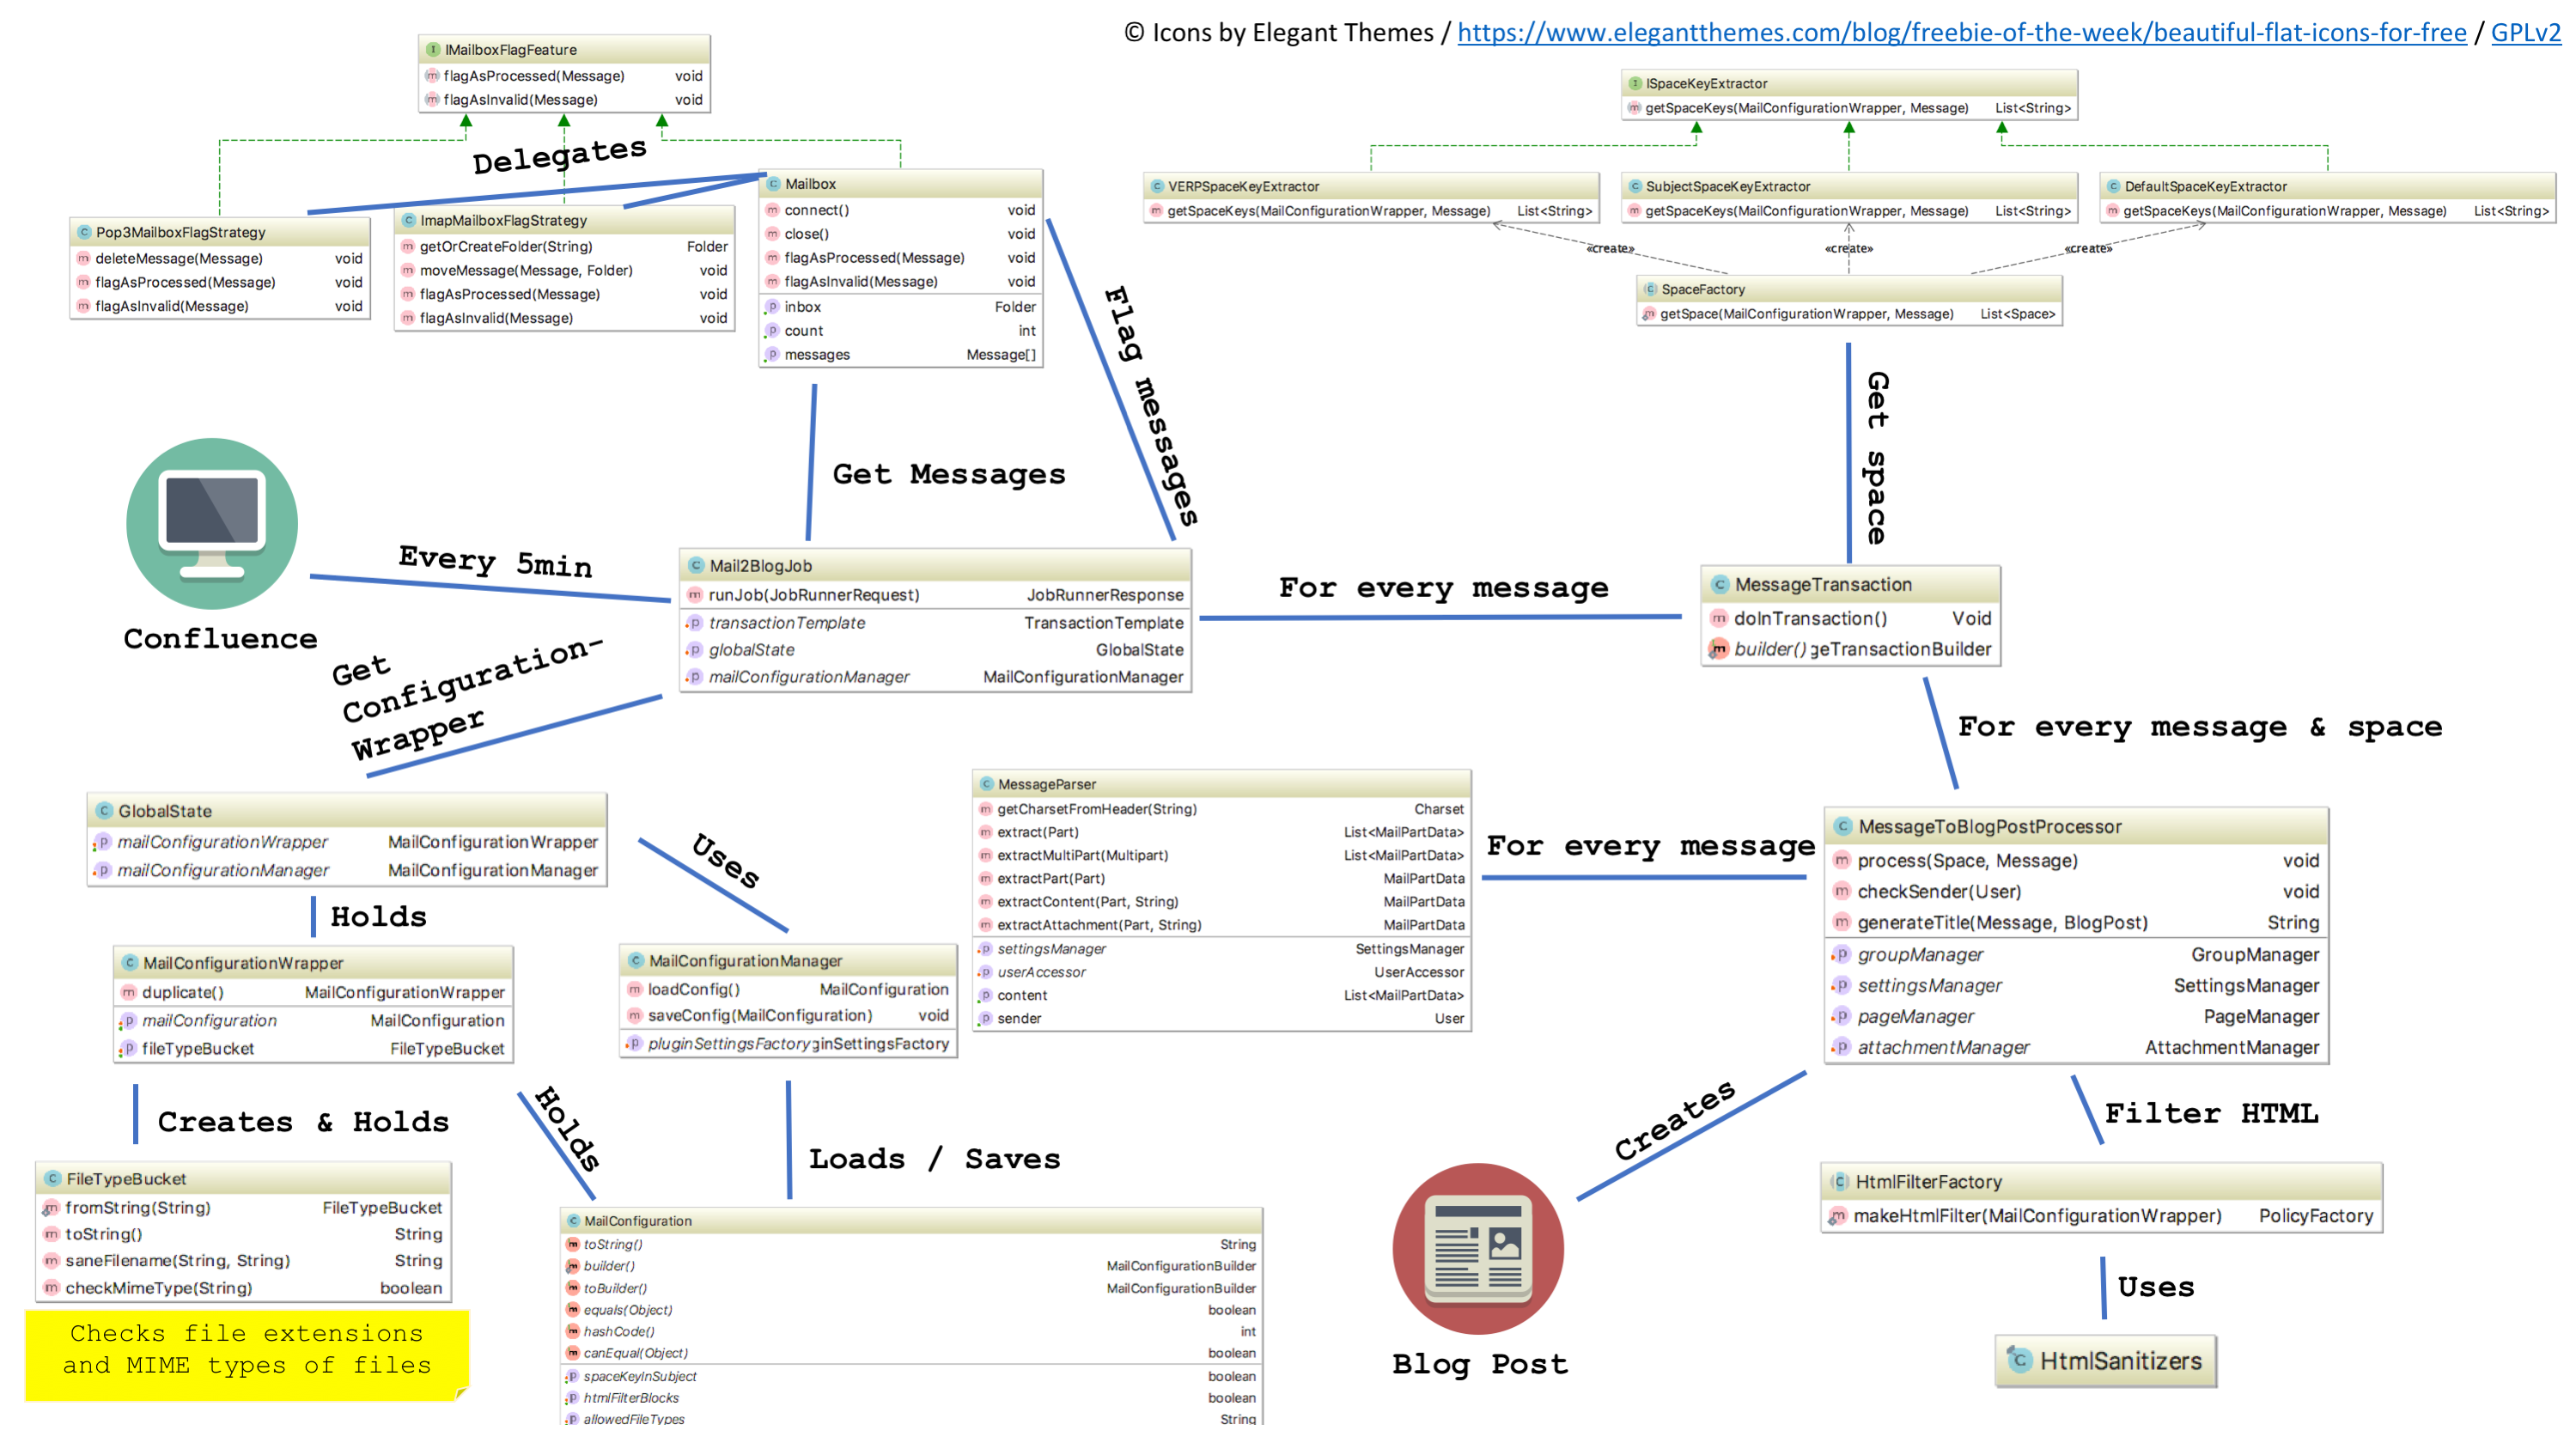 © Icons by Elegant Themes / https://www.elegantthemes.com/blog/freebie-of-the-week/beautiful-flat-icons-for-free / GPLv2
IMailboxFlagFeature
flagAsProcessed(Message) void
flagAsInvalid(Message) void
Delegates
Pop3MailboxFlagStrategy
deleteMessage(Message) void
flagAsProcessed(Message) void
flagAsInvalid(Message) void
ImapMailboxFlagStrategy
getOrCreateFolder(String) Folder
moveMessage(Message, Folder) void
flagAsProcessed(Message) void
flagAsInvalid(Message) void
Mailbox
connect() void
close() void
flagAsProcessed(Message) void
flagAsInvalid(Message) void
inbox Folder
count int
messages Message[]
ISpaceKeyExtractor
getSpaceKeys(MailConfigurationWrapper, Message) List<String>
VERPSpaceKeyExtractor
getSpaceKeys(MailConfigurationWrapper, Message) List<String>
SubjectSpaceKeyExtractor
getSpaceKeys(MailConfigurationWrapper, Message) List<String>
DefaultSpaceKeyExtractor
getSpaceKeys(MailConfigurationWrapper, Message) List<String>
«create»
«create»
«create»
SpaceFactory
getSpace(MailConfigurationWrapper, Message) List<Space>
Get Messages
Flag messages
Get space
Confluence
Every 5min
Mail2BlogJob
runJob(JobRunnerRequest) JobRunnerResponse
transactionTemplate TransactionTemplate
globalState GlobalState
mailConfigurationManager MailConfigurationManager
For every message
MessageTransaction
doInTransaction() Void
builder() geTransactionBuilder
Get
Configuration-
Wrapper
For every message & space
GlobalState
mailConfigurationWrapper MailConfigurationWrapper
mailConfigurationManager MailConfigurationManager
Uses
Holds
MailConfigurationWrapper
duplicate() MailConfigurationWrapper
mailConfiguration MailConfiguration
fileTypeBucket FileTypeBucket
MailConfigurationManager
loadConfig() MailConfiguration
saveConfig(MailConfiguration) void
pluginSettingsFactory ginSettingsFactory
MessageParser
getCharsetFromHeader(String) Charset
extract(Part) List<MailPartData>
extractMultiPart(Multipart) List<MailPartData>
extractPart(Part) MailPartData
extractContent(Part, String) MailPartData
extractAttachment(Part, String) MailPartData
settingsManager SettingsManager
userAccessor UserAccessor
content List<MailPartData>
sender User
For every message
MessageToBlogPostProcessor
process(Space, Message) void
checkSender(User) void
generateTitle(Message, BlogPost) String
groupManager GroupManager
settingsManager SettingsManager
pageManager PageManager
attachmentManager AttachmentManager
Creates & Holds
Holds
Loads / Saves
Creates
Filter HTML
FileTypeBucket
fromString(String) FileTypeBucket
toString() String
saneFilename(String, String) String
checkMimeType(String) boolean
Checks file extensions
and MIME types of files
MailConfiguration
toString() String
builder() MailConfigurationBuilder
toBuilder() MailConfigurationBuilder
equals(Object) boolean
hashCode() int
canEqual(Object) boolean
spaceKeyInSubject boolean
htmlFilterBlocks boolean
allowedFileTypes String
Blog Post
HtmlFilterFactory
makeHtmlFilter(MailConfigurationWrapper) PolicyFactory
Uses
HtmlSanitizers